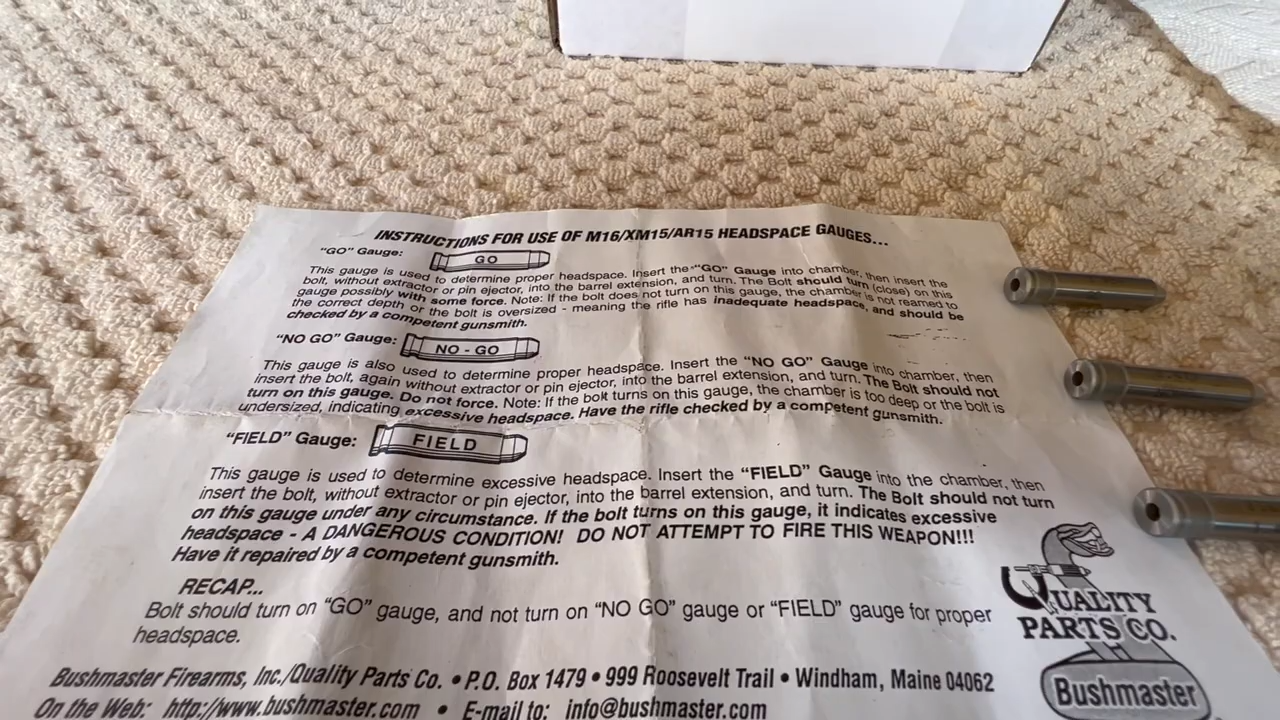 INSTRUCTIONS FOR USE OF M16/XM15/AR15 HEADSPACE GAUGES...
"GO" Gauge: GO
This gauge is used to determine proper headspace. Insert the "GO" Gauge into chamber, then insert the
bolt, without extractor or pin ejector, into the barrel extension, and turn. The Bolt should turn (close) on this
gauge possibly with some force. Note: If the bolt does not turn on this gauge, the chamber is not reamed to
the correct depth or the bolt is oversized - meaning the rifle has inadequate headspace, and should be
checked by a competent gunsmith.
"NO GO" Gauge: NO - GO
This gauge is also used to determine proper headspace. Insert the "NO GO" Gauge into chamber, then
insert the bolt, again without extractor or pin ejector, into the barrel extension, and turn. The Bolt should not
turn on this gauge. Do not force. Note: If the bolt turns on this gauge, the chamber is too deep or the bolt is
undersized, indicating excessive headspace. Have the rifle checked by a competent gunsmith.
"FIELD" Gauge: FIELD
This gauge is used to determine excessive headspace. Insert the "FIELD" Gauge into the chamber, then
insert the bolt, without extractor or pin ejector, into the barrel extension, and turn. The Bolt should not turn
on this gauge under any circumstance. If the bolt turns on this gauge, it indicates excessive
headspace - A DANGEROUS CONDITION! DO NOT ATTEMPT TO FIRE THIS WEAPON!!!
Have it repaired by a competent gunsmith.
RECAP...
Bolt should turn on "GO" gauge, and not turn on "NO GO" gauge or "FIELD" gauge for proper
headspace.
QUALITY
PARTS CO.
Bushmaster
Bushmaster Firearms, Inc./Quality Parts Co. • P.O. Box 1479 • 999 Roosevelt Trail • Windham, Maine 04062
On the Web: http://www.bushmaster.com • E-mail to: info@bushmaster.com